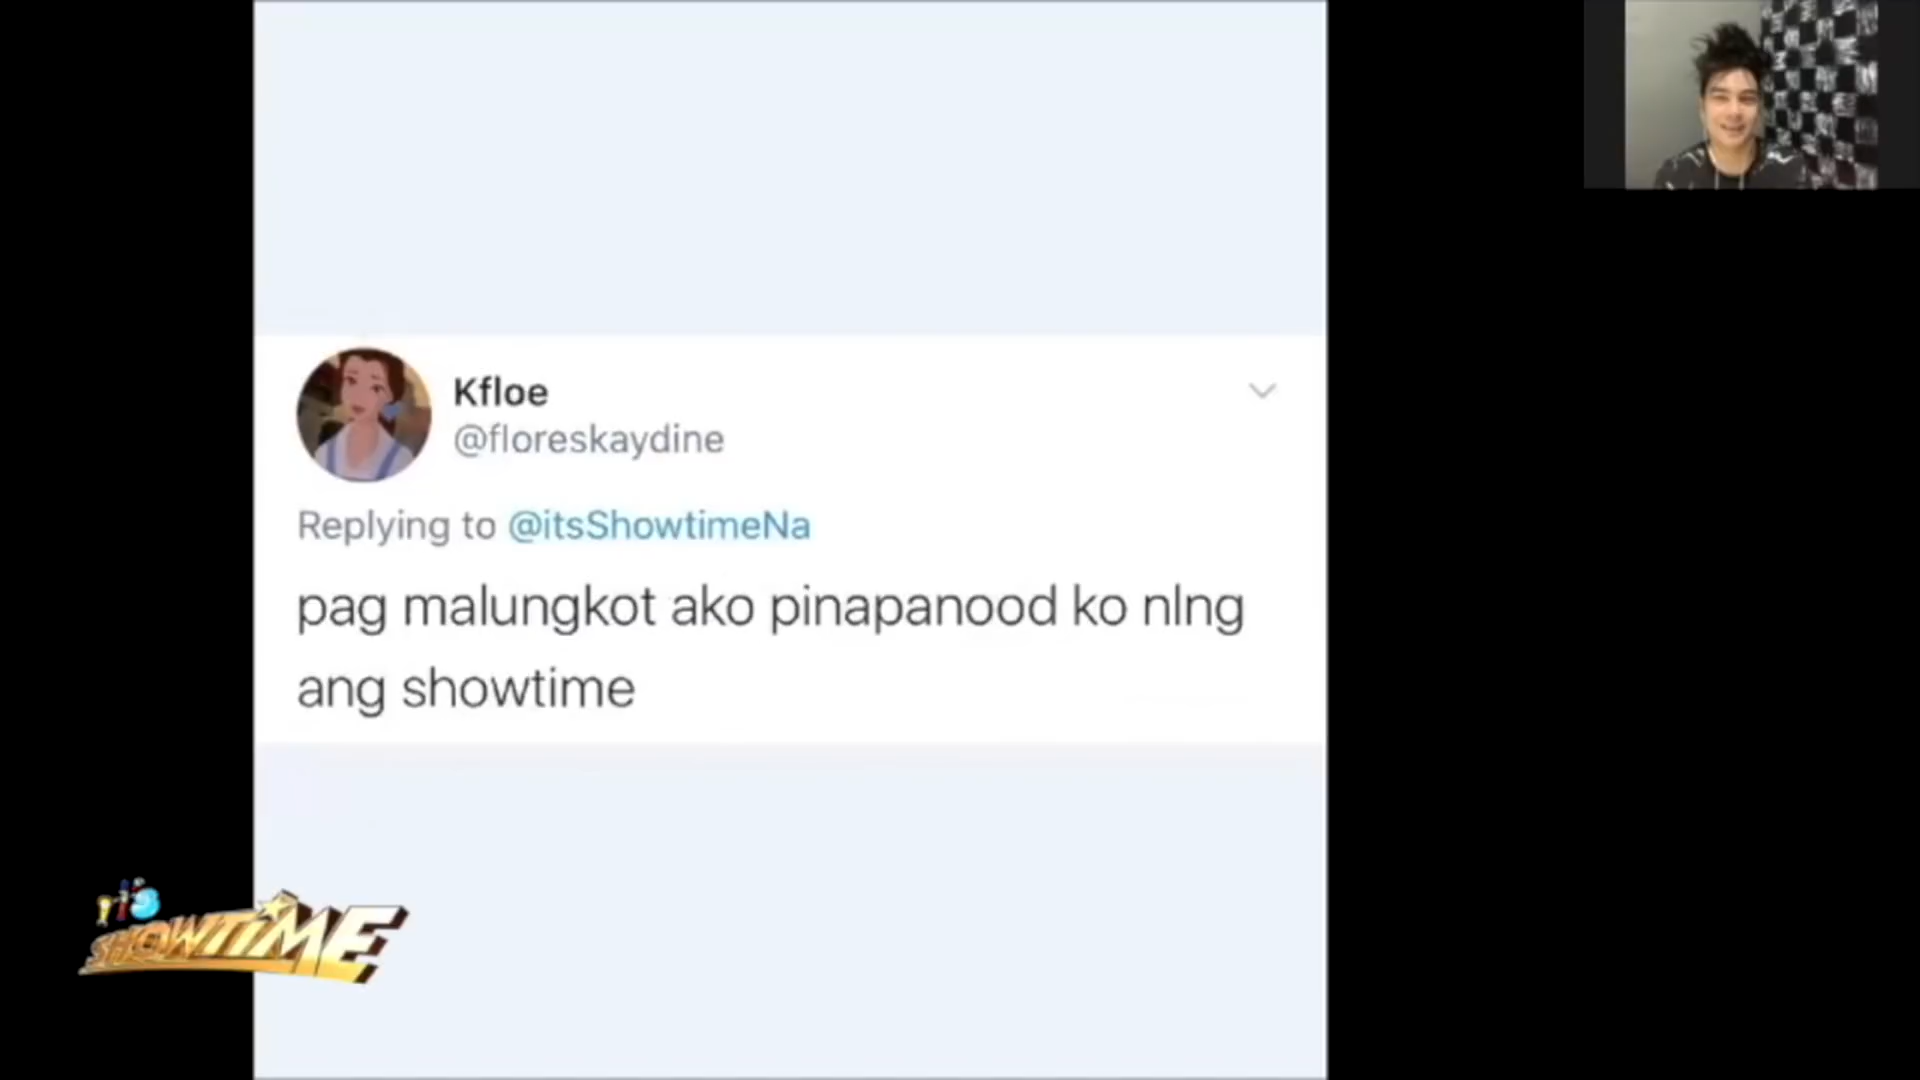 Kfloe
@floreskaydine
Replying to @itsShowtimeNa
pag malungkot ako pinapanood ko nlng
ang showtime
it's
SHOWTiME